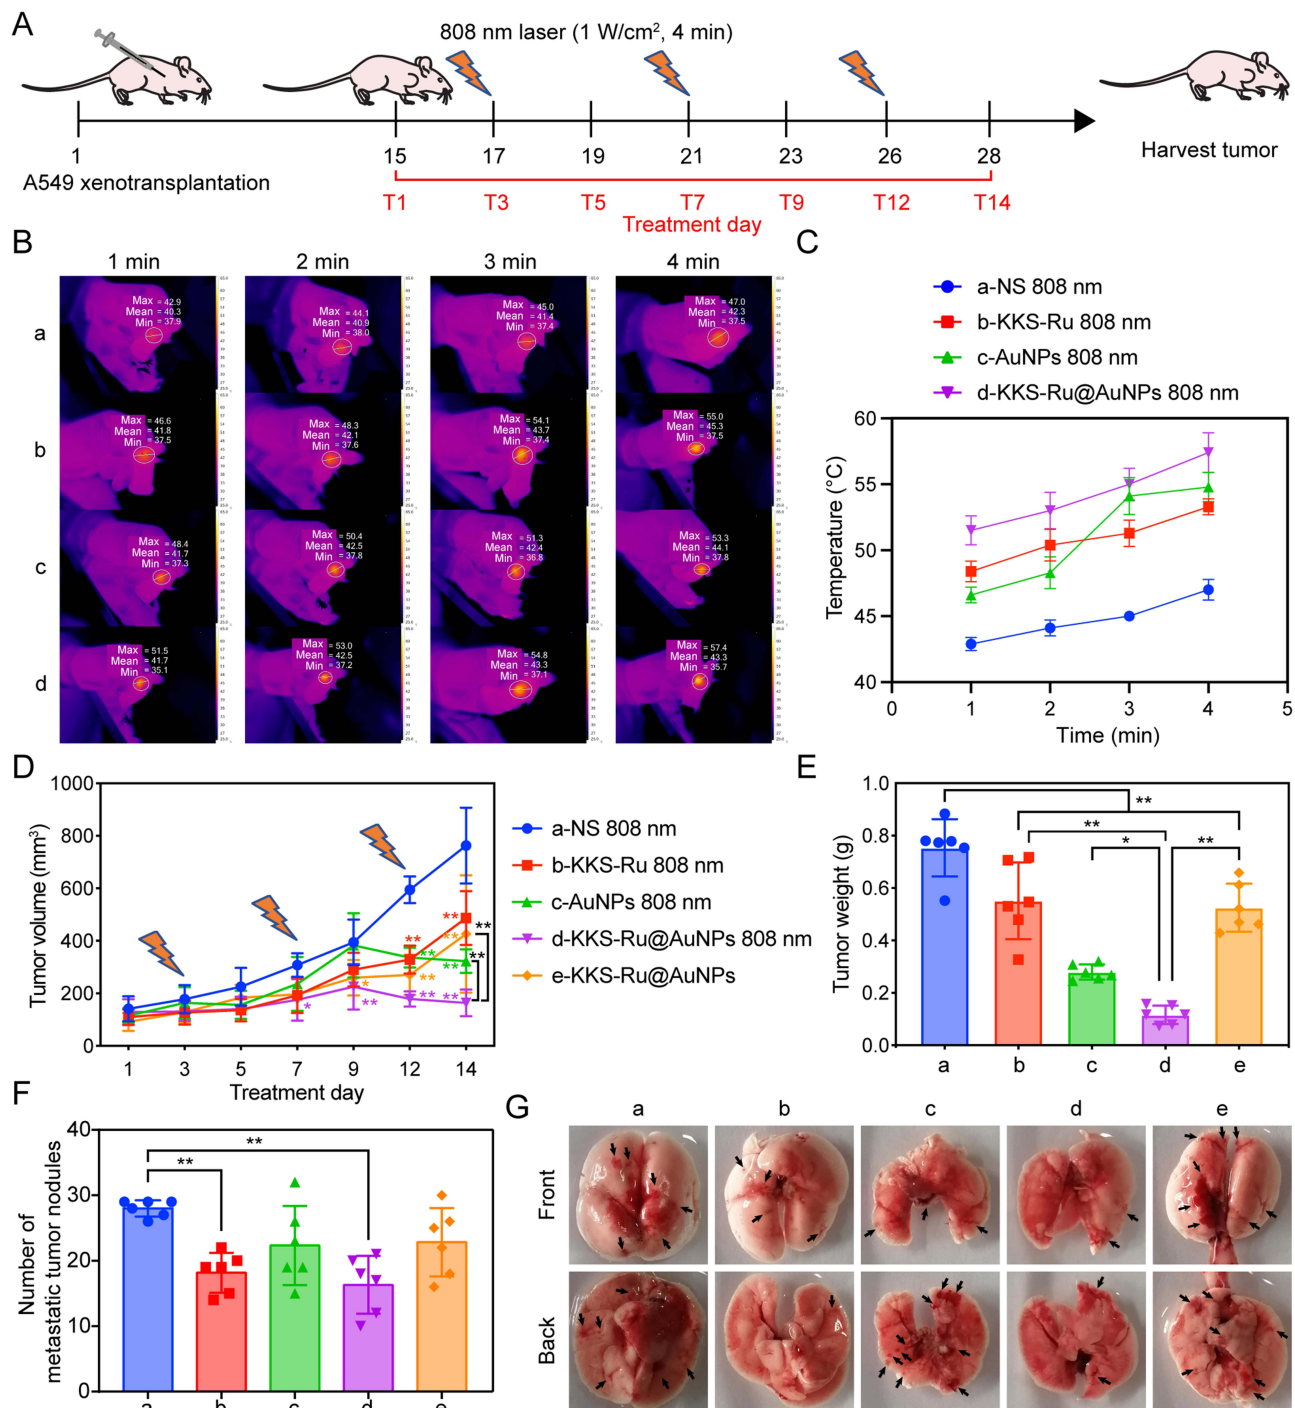 A
808 nm laser (1 W/cm², 4 min)
1 15 17 19 21 23 26 28
A549 xenotransplantation
Harvest tumor
T1 T3 T5 T7 T9 T12 T14
Treatment day
B
1 min 2 min 3 min 4 min
a
Max = 42.9
Mean = 40.3
Min = 37.9
Max = 44.1
Mean = 40.9
Min = 38.0
Max = 45.0
Mean = 41.4
Min = 37.4
Max = 47.0
Mean = 42.3
Min = 37.5
b
Max = 46.6
Mean = 41.8
Min = 37.5
Max = 48.3
Mean = 42.1
Min = 37.6
Max = 54.1
Mean = 43.7
Min = 37.4
Max = 55.0
Mean = 45.3
Min = 37.5
c
Max = 48.4
Mean = 41.7
Min = 37.3
Max = 50.4
Mean = 42.5
Min = 37.8
Max = 51.3
Mean = 42.4
Min = 36.8
Max = 53.3
Mean = 44.1
Min = 37.8
d
Max = 51.5
Mean = 41.7
Min = 35.1
Max = 53.0
Mean = 42.5
Min = 37.2
Max = 54.8
Mean = 43.3
Min = 37.1
Max = 57.4
Mean = 43.3
Min = 35.7
C
a-NS 808 nm
b-KKS-Ru 808 nm
c-AuNPs 808 nm
d-KKS-Ru@AuNPs 808 nm
Temperature (°C)
60
55
50
45
40
0 1 2 3 4 5
Time (min)
D
Tumor volume (mm³)
1000
800
600
400
200
0
1 3 5 7 9 12 14
Treatment day
* * ** ** ** ** ** ** ** ** ** ** **
a-NS 808 nm
b-KKS-Ru 808 nm
c-AuNPs 808 nm
d-KKS-Ru@AuNPs 808 nm
e-KKS-Ru@AuNPs
E
Tumor weight (g)
1.0
0.8
0.6
0.4
0.2
0.0
**
**
* **
a b c d e
F
Number of
metastatic tumor nodules
40
30
20
10
0
**
**
a b c d e
G
a b c d e
Front
Back